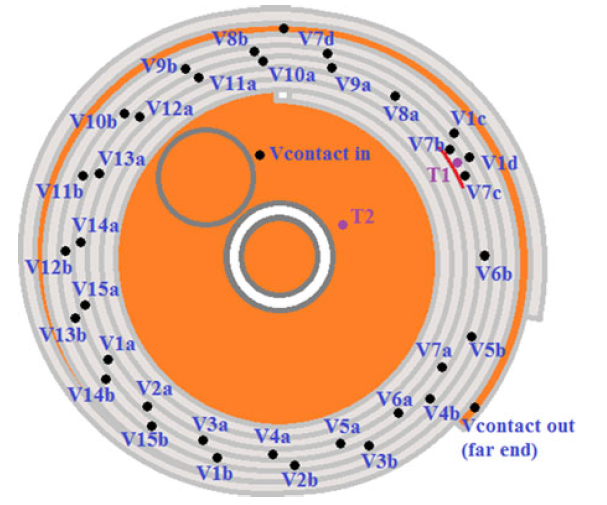 V8b
V7d
V9b
V10a
V9a
V11a
V8a
V10b
V12a
V1c
V7b
V1d
Vcontact in
T1
V7c
V13a
V11b
T2
V14a
V12b
V6b
V15a
V13b
V5b
V1a
V7a
V14b
V2a
V6a
V4b
Vcontact out
(far end)
V15b
V3a
V4a
V5a
V3b
V1b
V2b